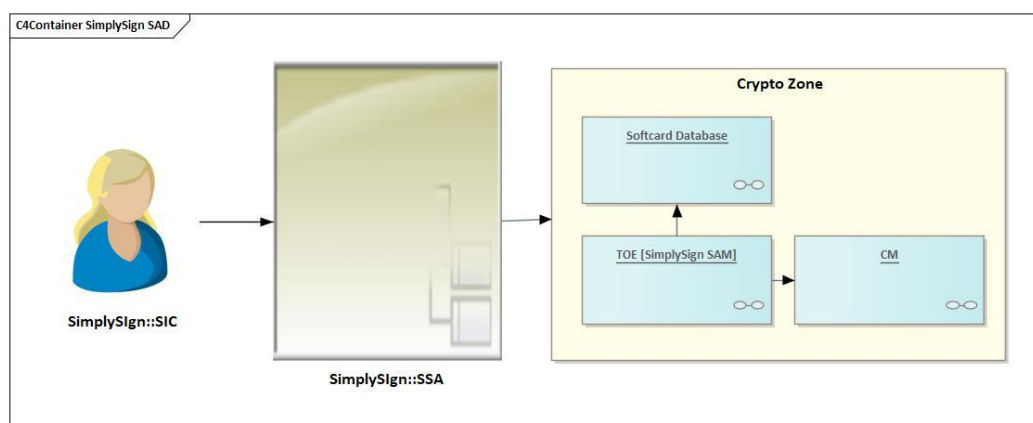 C4Container SimplySign SAD
Crypto Zone
Softcard Database
TOE [SimplySign SAM]
CM
SimplySIgn::SIC
SimplySIgn::SSA